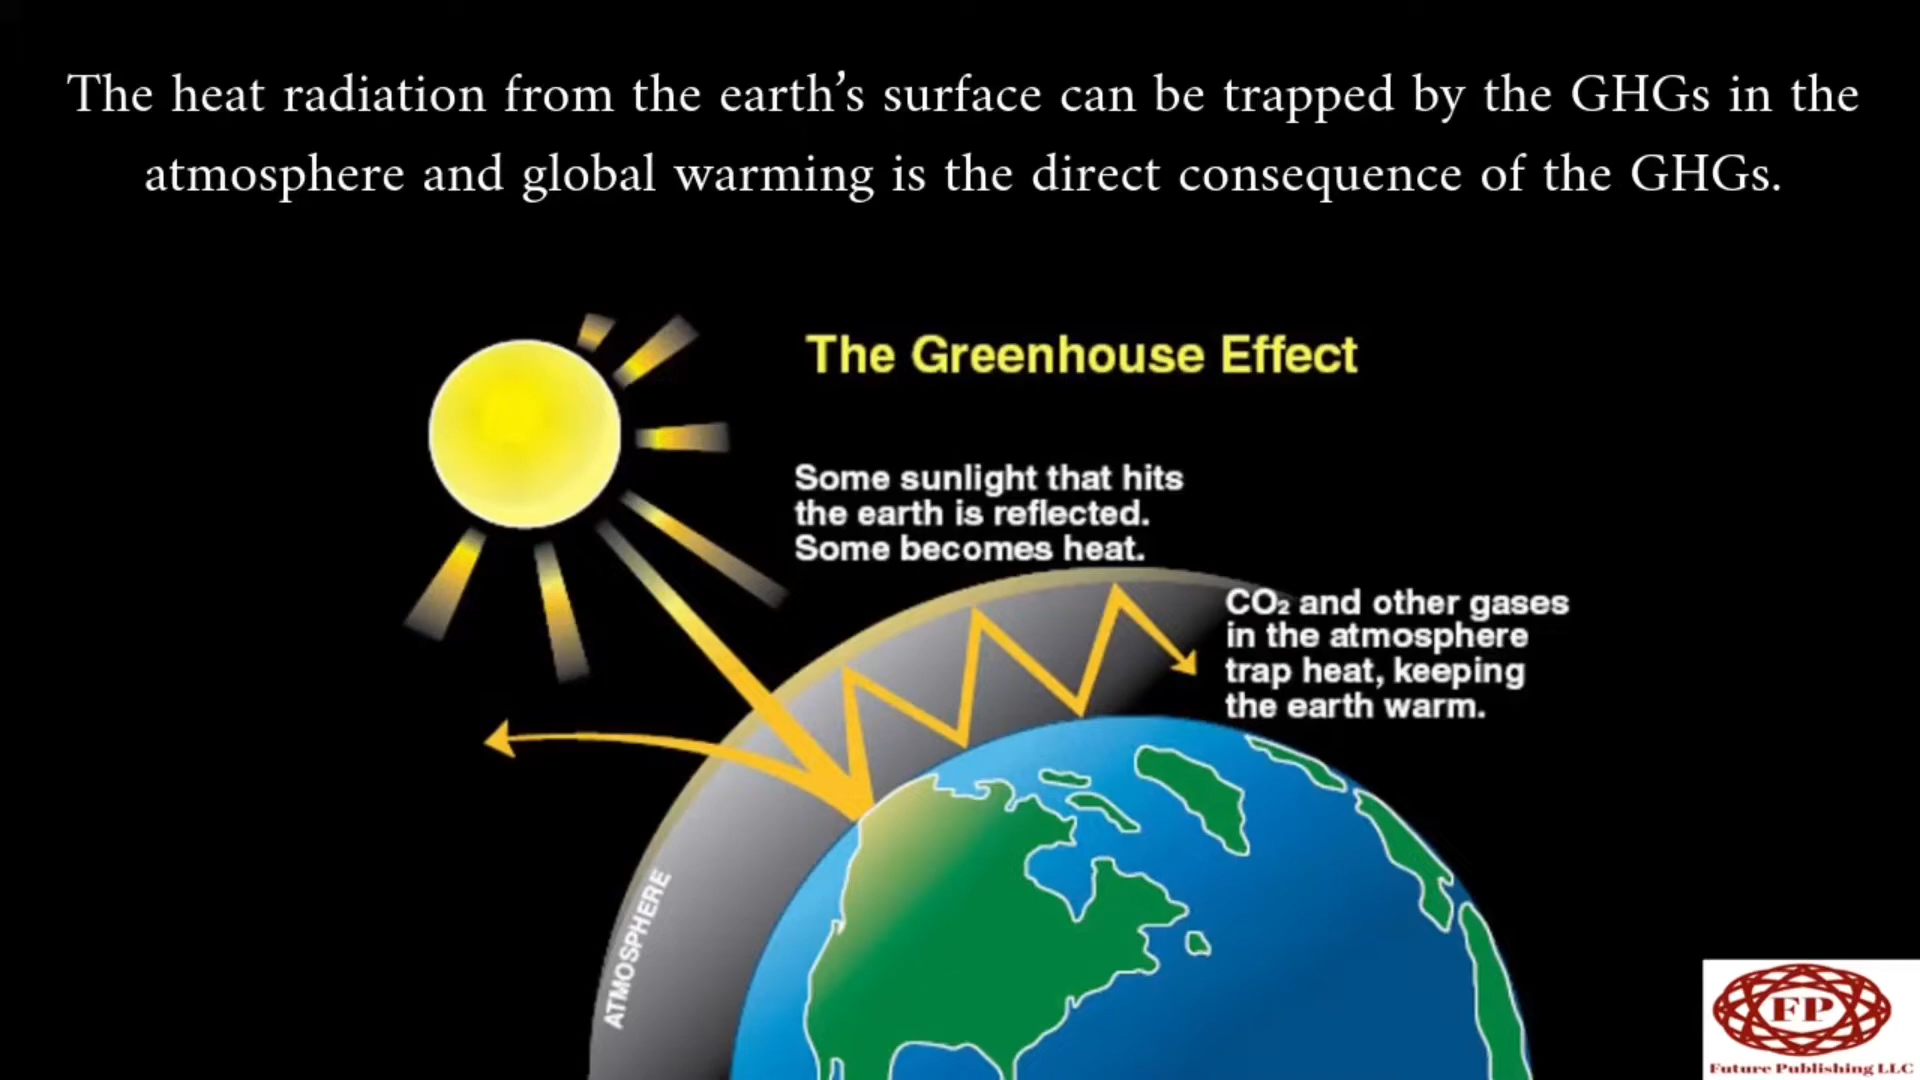 The heat radiation from the earth’s surface can be trapped by the GHGs in the
atmosphere and global warming is the direct consequence of the GHGs.
The Greenhouse Effect
Some sunlight that hits
the earth is reflected.
Some becomes heat.
CO₂ and other gases
in the atmosphere
trap heat, keeping
the earth warm.
ATMOSPHERE
FP
Future Publishing LLC